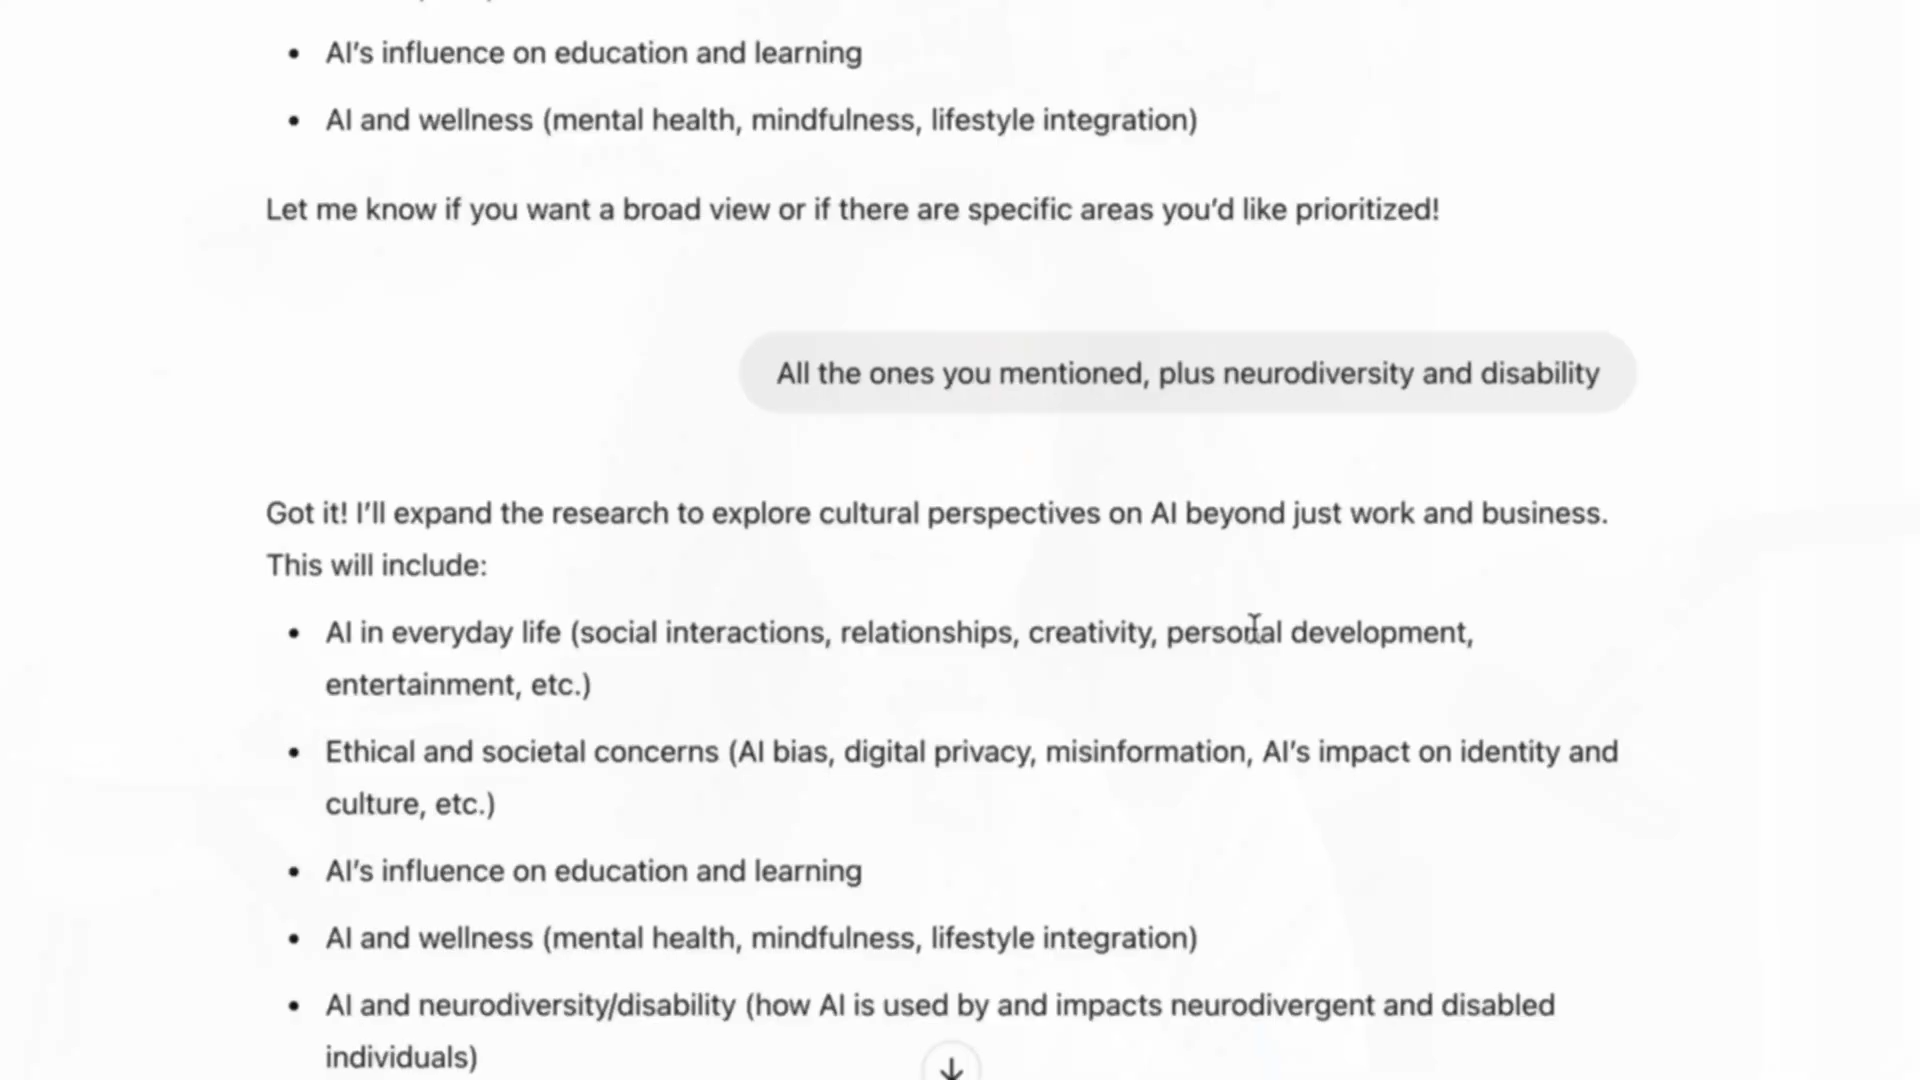 • AI’s influence on education and learning
• AI and wellness (mental health, mindfulness, lifestyle integration)
Let me know if you want a broad view or if there are specific areas you’d like prioritized!
All the ones you mentioned, plus neurodiversity and disability
Got it! I’ll expand the research to explore cultural perspectives on AI beyond just work and business.
This will include:
• AI in everyday life (social interactions, relationships, creativity, personal development,
entertainment, etc.)
• Ethical and societal concerns (AI bias, digital privacy, misinformation, AI’s impact on identity and
culture, etc.)
• AI’s influence on education and learning
• AI and wellness (mental health, mindfulness, lifestyle integration)
• AI and neurodiversity/disability (how AI is used by and impacts neurodivergent and disabled
individuals)